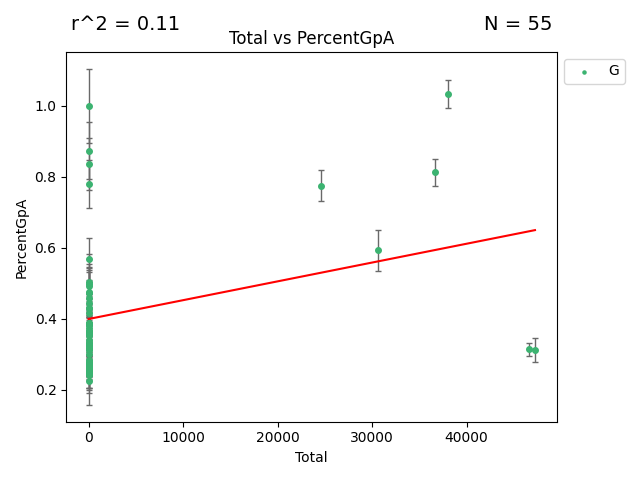 r^2 = 0.11
N = 55
Total vs PercentGpA
G
1.0
0.8
0.6
0.4
0.2
PercentGpA
0
10000
20000
30000
40000
Total